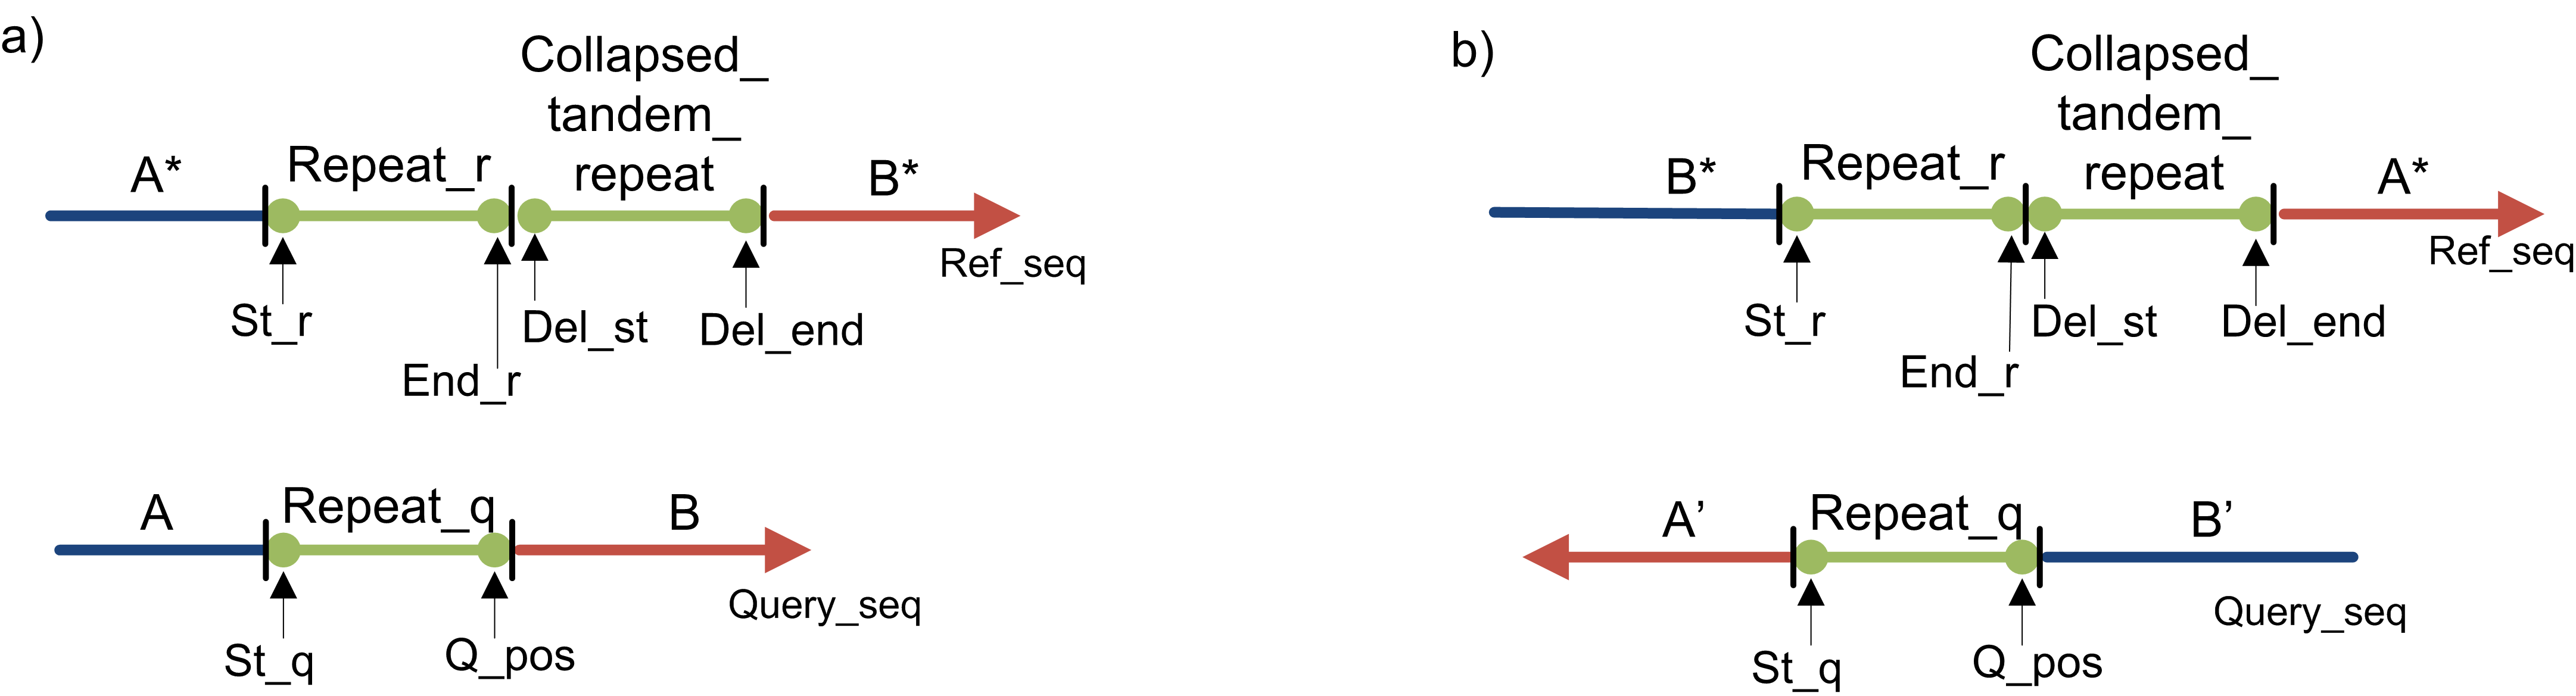 a)
Collapsed_
tandem_
repeat
A*
Repeat_r
B*
Ref_seq
St_r
Del_st
Del_end
End_r
A
Repeat_q
B
Query_seq
St_q
Q_pos
b)
Collapsed_
tandem_
repeat
B*
Repeat_r
A*
Ref_seq
St_r
Del_st
Del_end
End_r
A’
Repeat_q
B’
Query_seq
St_q
Q_pos